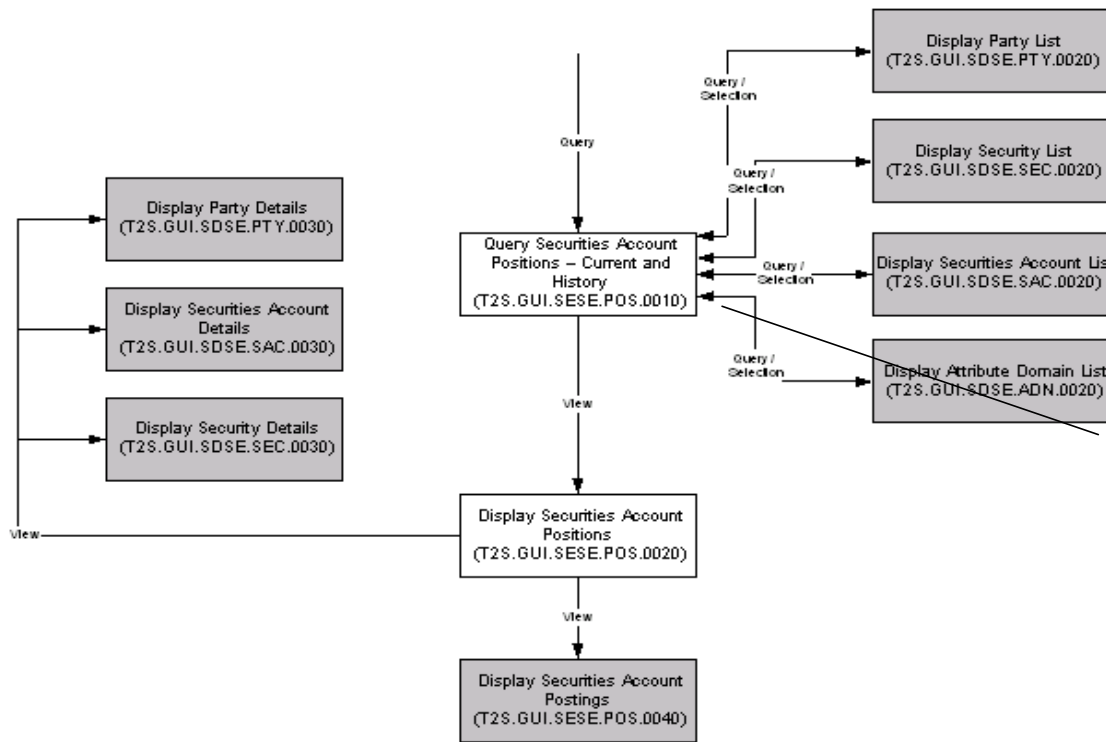 Display Party List
(T2S.GUI.SDSE.PTY.0020)
Query /
Selection
Query
Display Security List
(T2S.GUI.SDSE.SEC.0020)
Query /
Selection
Display Party Details
(T2S.GUI.SDSE.PTY.0030)
Query Securities Account
Positions – Current and
History
(T2S.GUI.SESE.POS.0010)
Query /
Selection
Display Securities Account List
(T2S.GUI.SDSE.SAC.0020)
Display Securities Account
Details
(T2S.GUI.SDSE.SAC.0030)
Query /
Selection
Display Attribute Domain List
(T2S.GUI.SDSE.ADN.0020)
View
Display Security Details
(T2S.GUI.SDSE.SEC.0030)
View
Display Securities Account
Positions
(T2S.GUI.SESE.POS.0020)
View
Display Securities Account
Postings
(T2S.GUI.SESE.POS.0040)